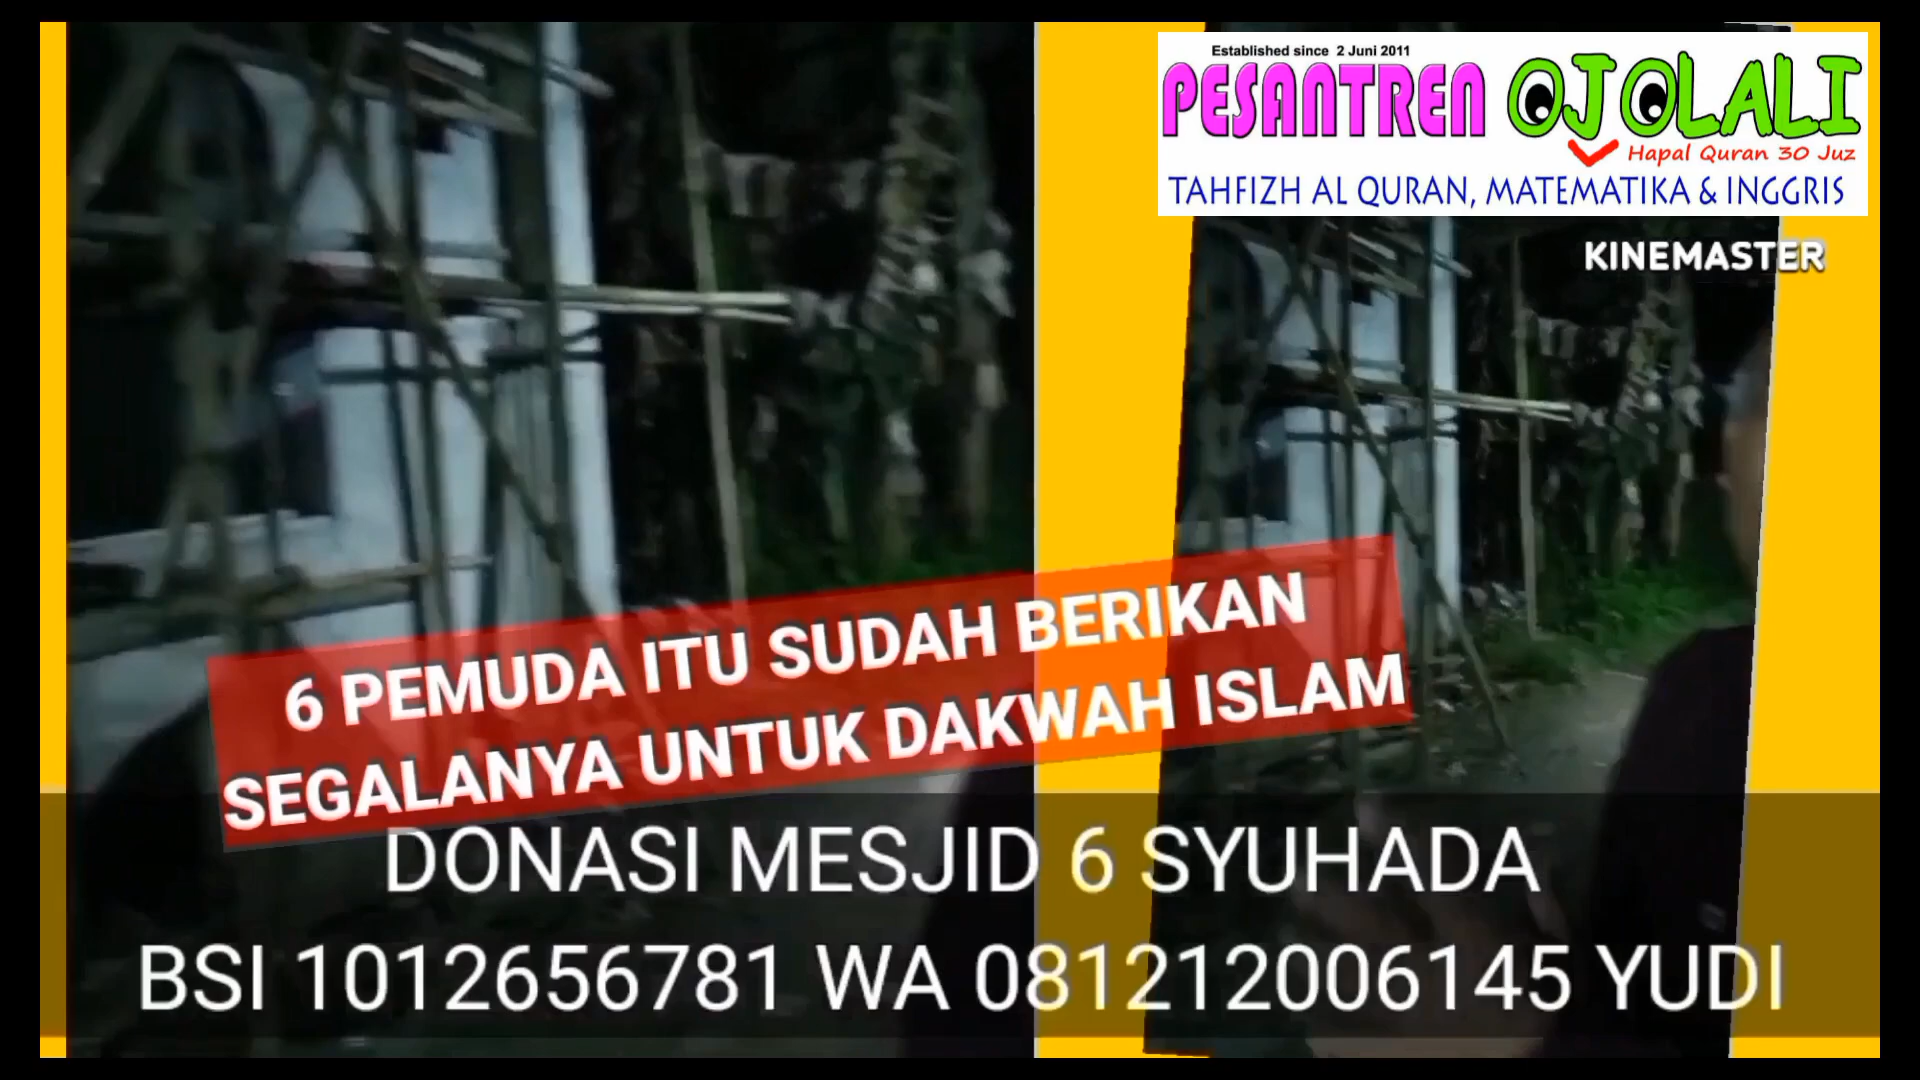 Established since 2 Juni 2011
PESANTREN OJOLALI
Hapal Quran 30 Juz
TAHFIZH AL QURAN, MATEMATIKA & INGGRIS
KINEMASTER
6 PEMUDA ITU SUDAH BERIKAN
SEGALANYA UNTUK DAKWAH ISLAM
DONASI MESJID 6 SYUHADA
BSI 1012656781 WA 081212006145 YUDI